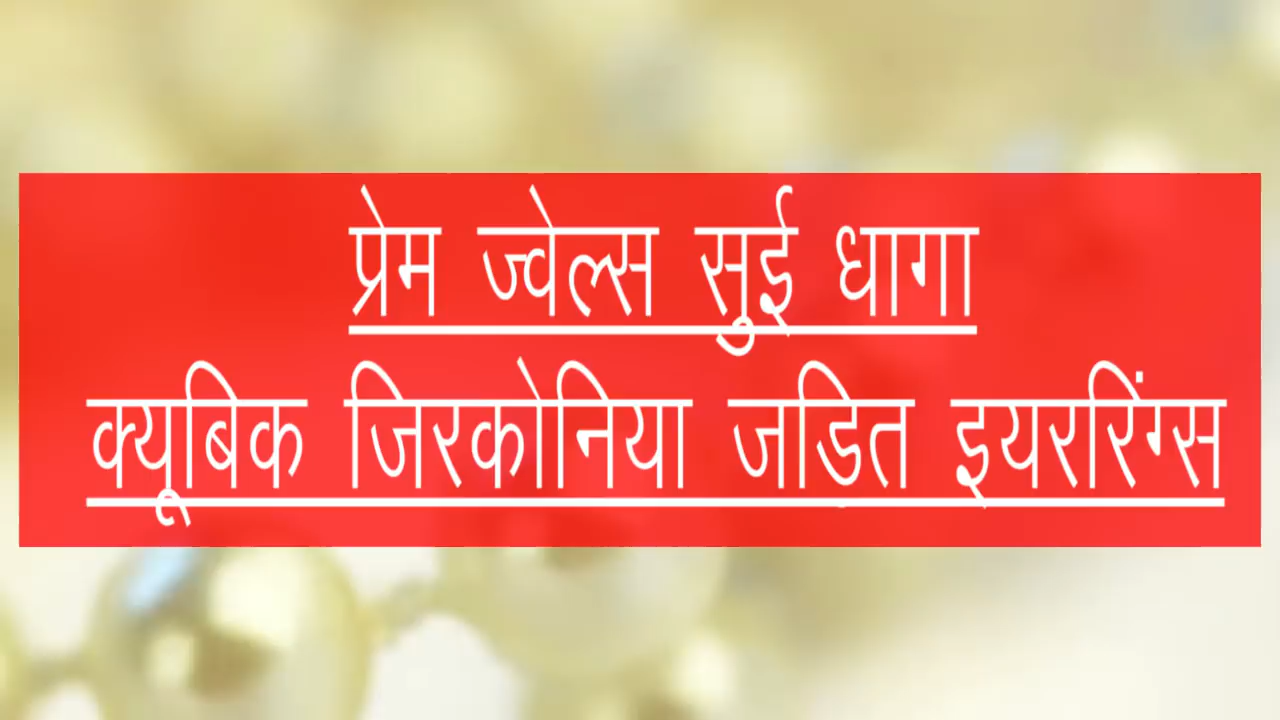 प्रेम ज्वेल्स सुई धागा
क्यूबिक जिरकोनिया जड़ित इयररिंग्स